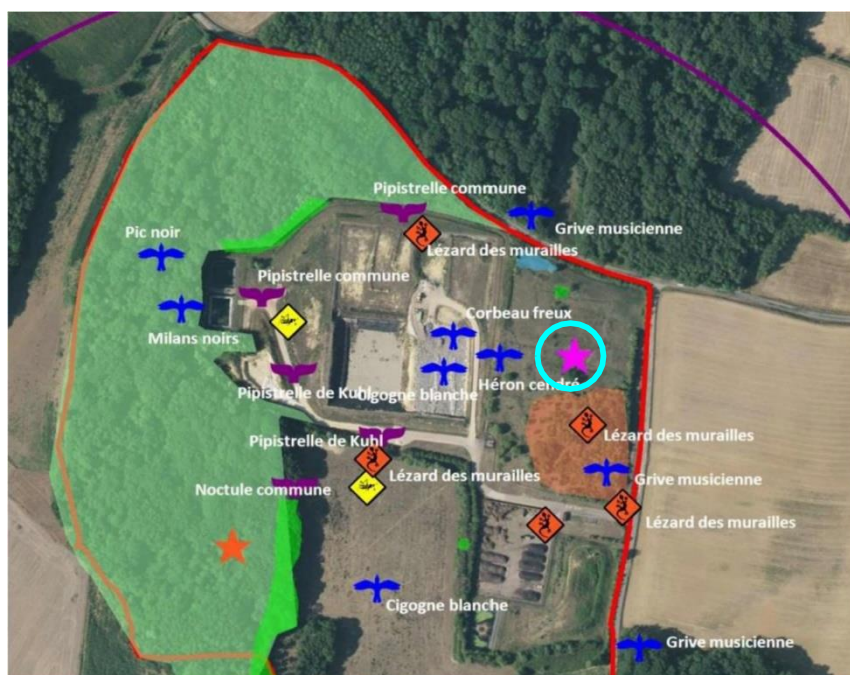 Pipistrelle commune
Grive musicienne
Pic noir
Lézard des murailles
Pipistrelle commune
Corbeau freux
Milans noirs
Héron cendré
Pipistrelle de Kuhl
Cigogne blanche
Lézard des murailles
Pipistrelle de Kuhl
Lézard des murailles
Grive musicienne
Noctule commune
Lézard des murailles
Cigogne blanche
Grive musicienne